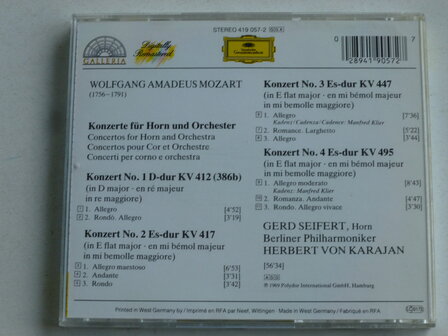 GALLERIA
Digitally
Remastered
STEREO 419 057-2
Deutsche
Grammophon
0
28941 90572
7
WOLFGANG AMADEUS MOZART
(1756–1791)
Konzerte für Horn und Orchester
Concertos for Horn and Orchestra
Concertos pour Cor et Orchestre
Concerti per corno e orchestra
Konzert No. 1 D-dur KV 412 (386b)
(in D major · en ré majeur
in re maggiore)
1. Allegro [4'52]
2. Rondo. Allegro [3'19]
Konzert No. 2 Es-dur KV 417
(in E flat major · en mi bémol majeur
in mi bemolle maggiore)
1. Allegro maestoso [6'53]
2. Andante [3'31]
3. Rondo [3'42]
Konzert No. 3 Es-dur KV 447
(in E flat major · en mi bémol majeur
in mi bemolle maggiore)
1. Allegro [7'36]
Kadenz/Cadenza/Cadence: Manfred Klier
2. Romance. Larghetto [5'22]
3. Allegro [3'44]
Konzert No. 4 Es-dur KV 495
(in E flat major · en mi bémol majeur
in mi bemolle maggiore)
1. Allegro moderato [8'43]
Kadenz: Manfred Klier
2. Romanza. Andante [4'47]
3. Rondo. Allegro vivace [3'30]
GERD SEIFERT, Horn
Berliner Philharmoniker
HERBERT VON KARAJAN
[56'34]
℗ 1969 Polydor International GmbH, Hamburg
Printed in West Germany by / Imprimé en RFA par Neef, Wittingen · Made in West Germany / Fabriqué en RFA